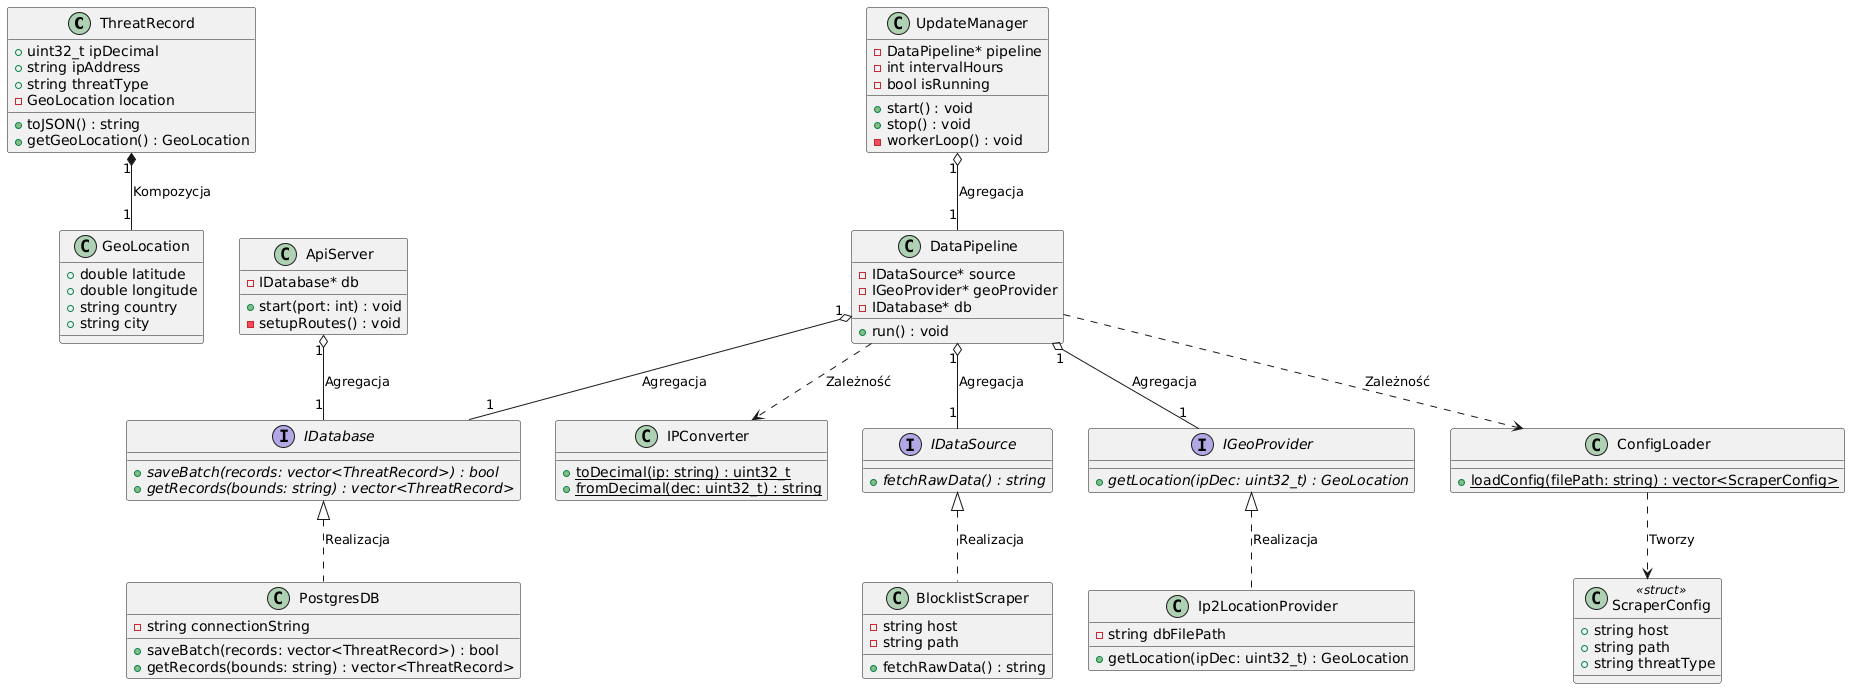 C ThreatRecord
uint32_t ipDecimal
string ipAddress
string threatType
GeoLocation location
toJSON() : string
getGeoLocation() : GeoLocation
C UpdateManager
DataPipeline* pipeline
int intervalHours
bool isRunning
start() : void
stop() : void
workerLoop() : void
1
Kompozycja
1
1
Agregacja
1
C GeoLocation
double latitude
double longitude
string country
string city
C ApiServer
IDatabase* db
start(port: int) : void
setupRoutes() : void
C DataPipeline
IDataSource* source
IGeoProvider* geoProvider
IDatabase* db
run() : void
1
Agregacja
1
1
Agregacja
1
Zależność
1
Agregacja
1
1
Agregacja
1
Zależność
I IDatabase
saveBatch(records: vector<ThreatRecord>) : bool
getRecords(bounds: string) : vector<ThreatRecord>
C IPConverter
toDecimal(ip: string) : uint32_t
fromDecimal(dec: uint32_t) : string
I IDataSource
fetchRawData() : string
I IGeoProvider
getLocation(ipDec: uint32_t) : GeoLocation
C ConfigLoader
loadConfig(filePath: string) : vector<ScraperConfig>
Realizacja
Realizacja
Realizacja
Tworzy
C PostgresDB
string connectionString
saveBatch(records: vector<ThreatRecord>) : bool
getRecords(bounds: string) : vector<ThreatRecord>
C BlocklistScraper
string host
string path
fetchRawData() : string
C Ip2LocationProvider
string dbFilePath
getLocation(ipDec: uint32_t) : GeoLocation
«struct»
C ScraperConfig
string host
string path
string threatType